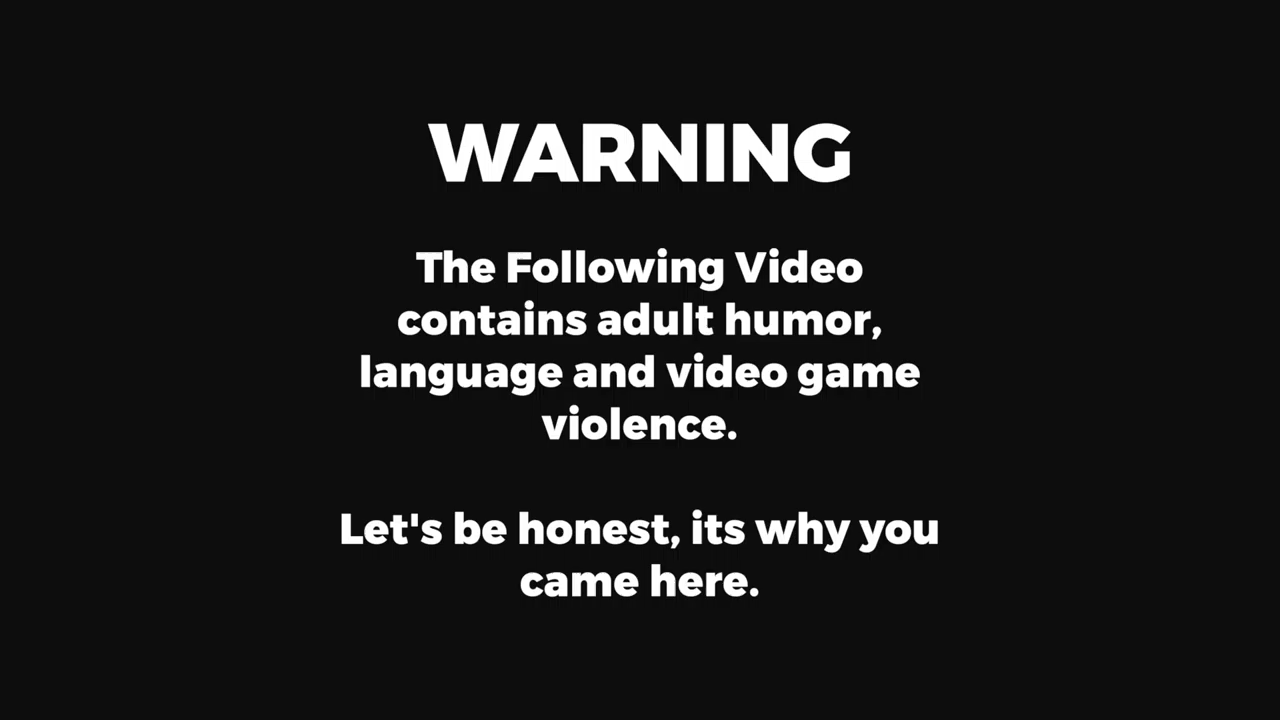 WARNING
The Following Video
contains adult humor,
language and video game
violence.
Let's be honest, its why you
came here.